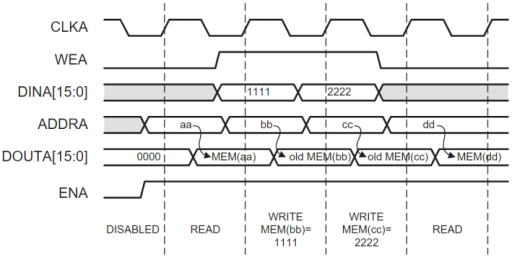 CLKA
WEA
DINA[15:0] 1111 2222
ADDRA aa bb cc dd
DOUTA[15:0] 0000 MEM(aa) old MEM(bb) old MEM(cc) MEM(dd)
ENA
DISABLED READ WRITE MEM(bb)= 1111 WRITE MEM(cc)= 2222 READ